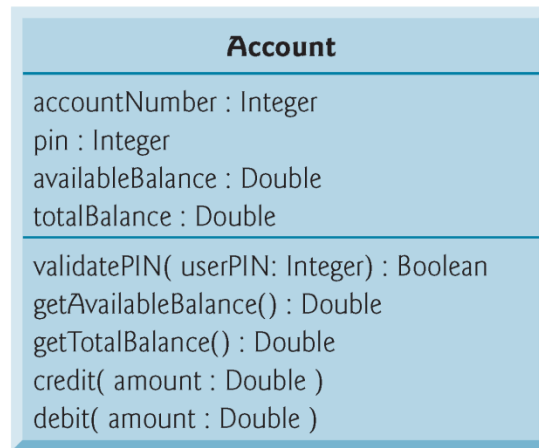 Account
accountNumber : Integer
pin : Integer
availableBalance : Double
totalBalance : Double
validatePIN( userPIN: Integer) : Boolean
getAvailableBalance() : Double
getTotalBalance() : Double
credit( amount : Double )
debit( amount : Double )